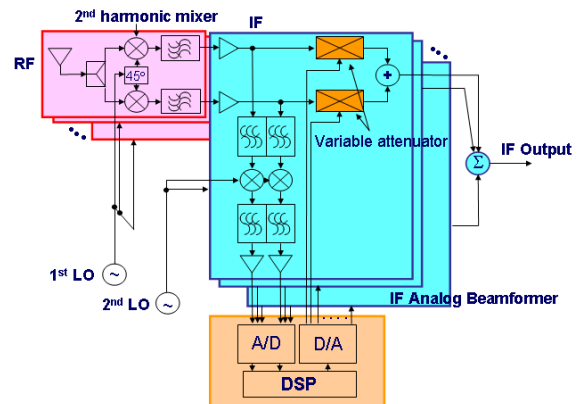 2nd harmonic mixer
IF
RF
45°
+
Variable attenuator
Σ
IF Output
1st LO
~
2nd LO
~
IF Analog Beamformer
A/D
D/A
DSP